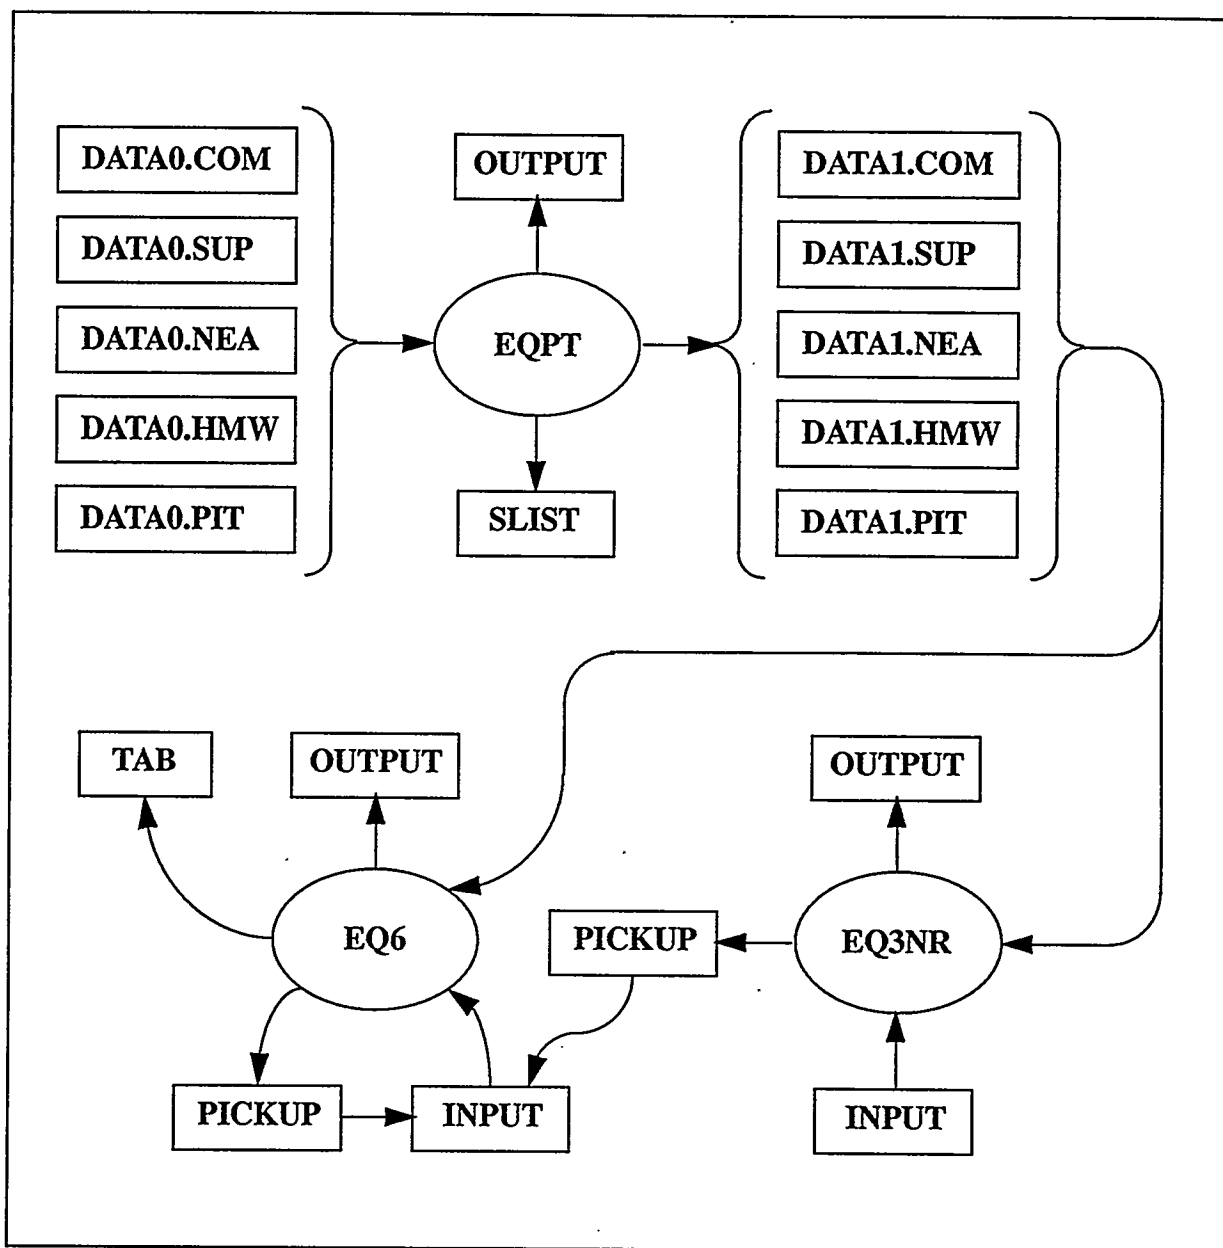 DATA0.COM
DATA0.SUP
DATA0.NEA
DATA0.HMW
DATA0.PIT
OUTPUT
EQPT
SLIST
DATA1.COM
DATA1.SUP
DATA1.NEA
DATA1.HMW
DATA1.PIT
TAB
OUTPUT
EQ6
PICKUP
INPUT
PICKUP
OUTPUT
EQ3NR
INPUT